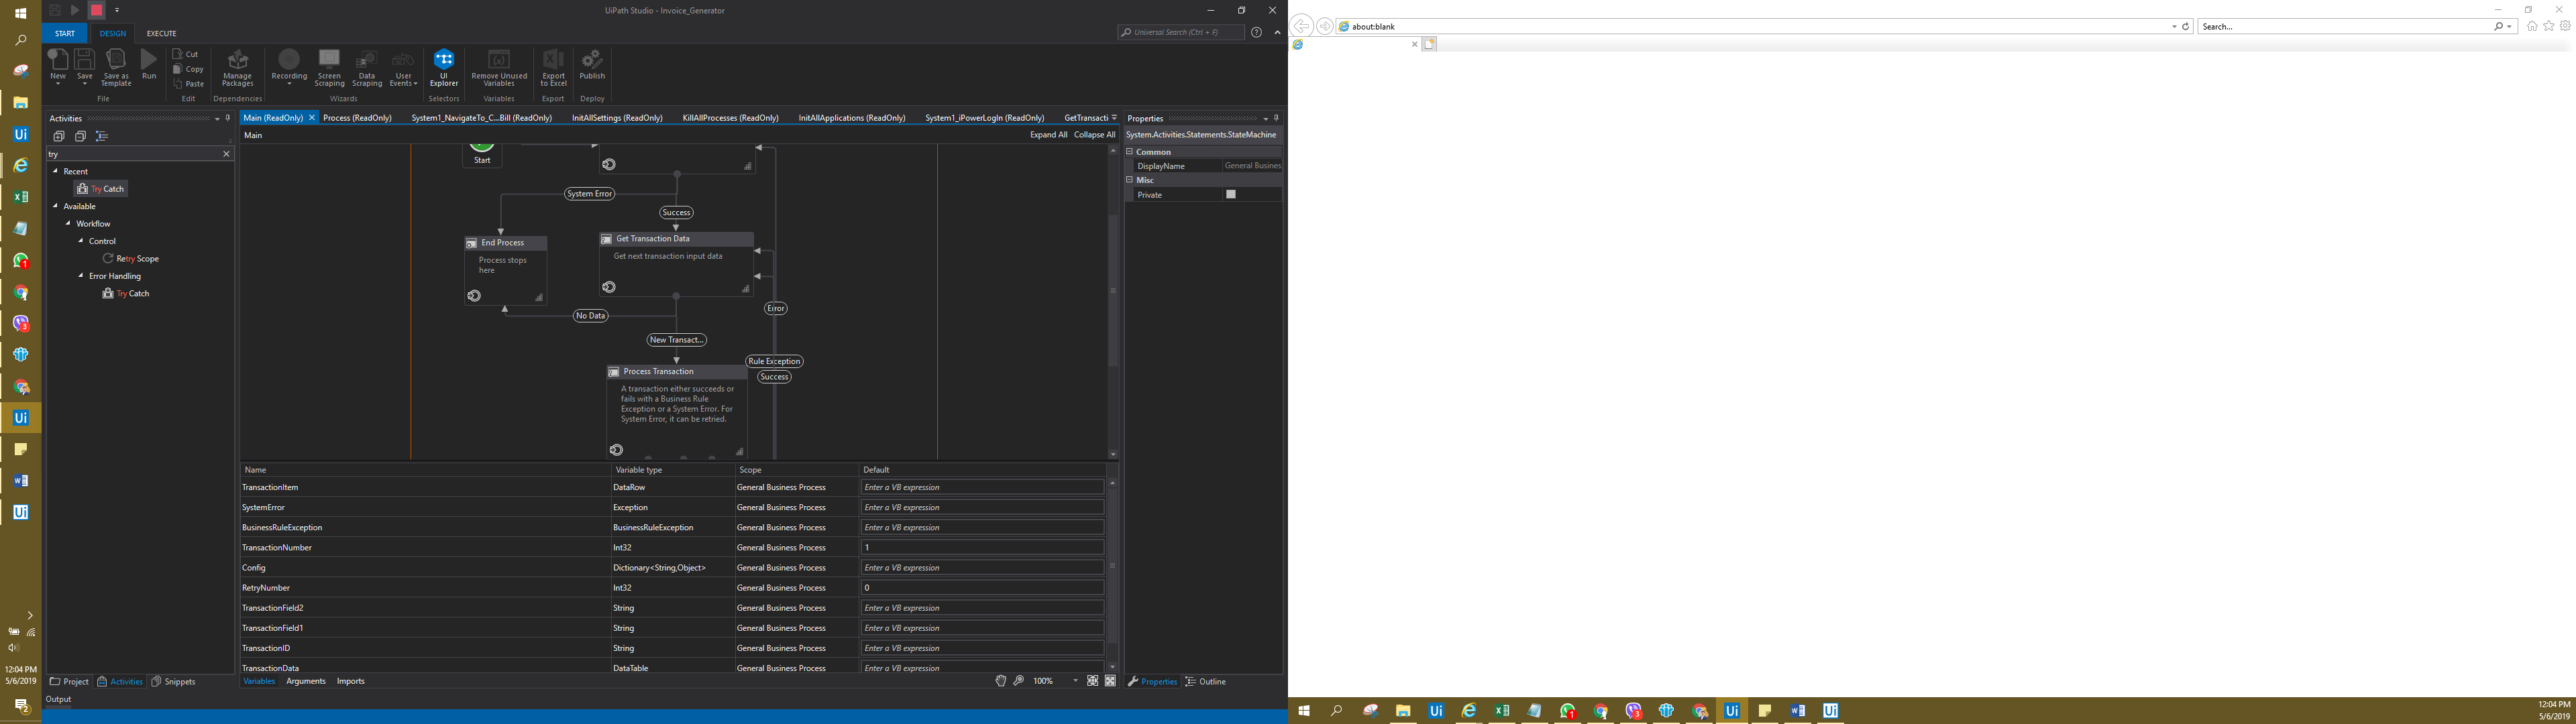 UiPath Studio - Invoice_Generator
START DESIGN EXECUTE
Universal Search (Ctrl + F)
New
Save
Save as Template
Run
Cut
Copy
Paste
Manage Packages
Recording
Screen Scraping
Data Scraping
User Events
UI Explorer
Remove Unused Variables
Export to Excel
Publish
File Edit Dependencies Wizards Selectors Variables Export Deploy
Activities
try
Recent
Try Catch
Available
Workflow
Control
Retry Scope
Error Handling
Try Catch
Project Activities Snippets
Output
Main (ReadOnly) Process (ReadOnly) System1_NavigateTo_C...Bill (ReadOnly) InitAllSettings (ReadOnly) KillAllProcesses (ReadOnly) InitAllApplications (ReadOnly) System1_iPowerLogIn (ReadOnly) GetTransacti
Main Expand All Collapse All
Start
System Error
Success
End Process
Process stops here
Get Transaction Data
Get next transaction input data
No Data
Error
New Transact...
Rule Exception
Success
Process Transaction
A transaction either succeeds or
fails with a Business Rule
Exception or a System Error. For
System Error, it can be retried.
Name Variable type Scope Default
TransactionItem DataRow General Business Process Enter a VB expression
SystemError Exception General Business Process Enter a VB expression
BusinessRuleException BusinessRuleException General Business Process Enter a VB expression
TransactionNumber Int32 General Business Process 1
Config Dictionary<String,Object> General Business Process Enter a VB expression
RetryNumber Int32 General Business Process 0
TransactionField2 String General Business Process Enter a VB expression
TransactionField1 String General Business Process Enter a VB expression
TransactionID String General Business Process Enter a VB expression
TransactionData DataTable General Business Process Enter a VB expression
Variables Arguments Imports 100%
Properties
System.Activities.Statements.StateMachine
Common
DisplayName General Busines
Misc
Private
Properties Outline
12:04 PM
5/6/2019
about:blank
Search...
12:04 PM
5/6/2019